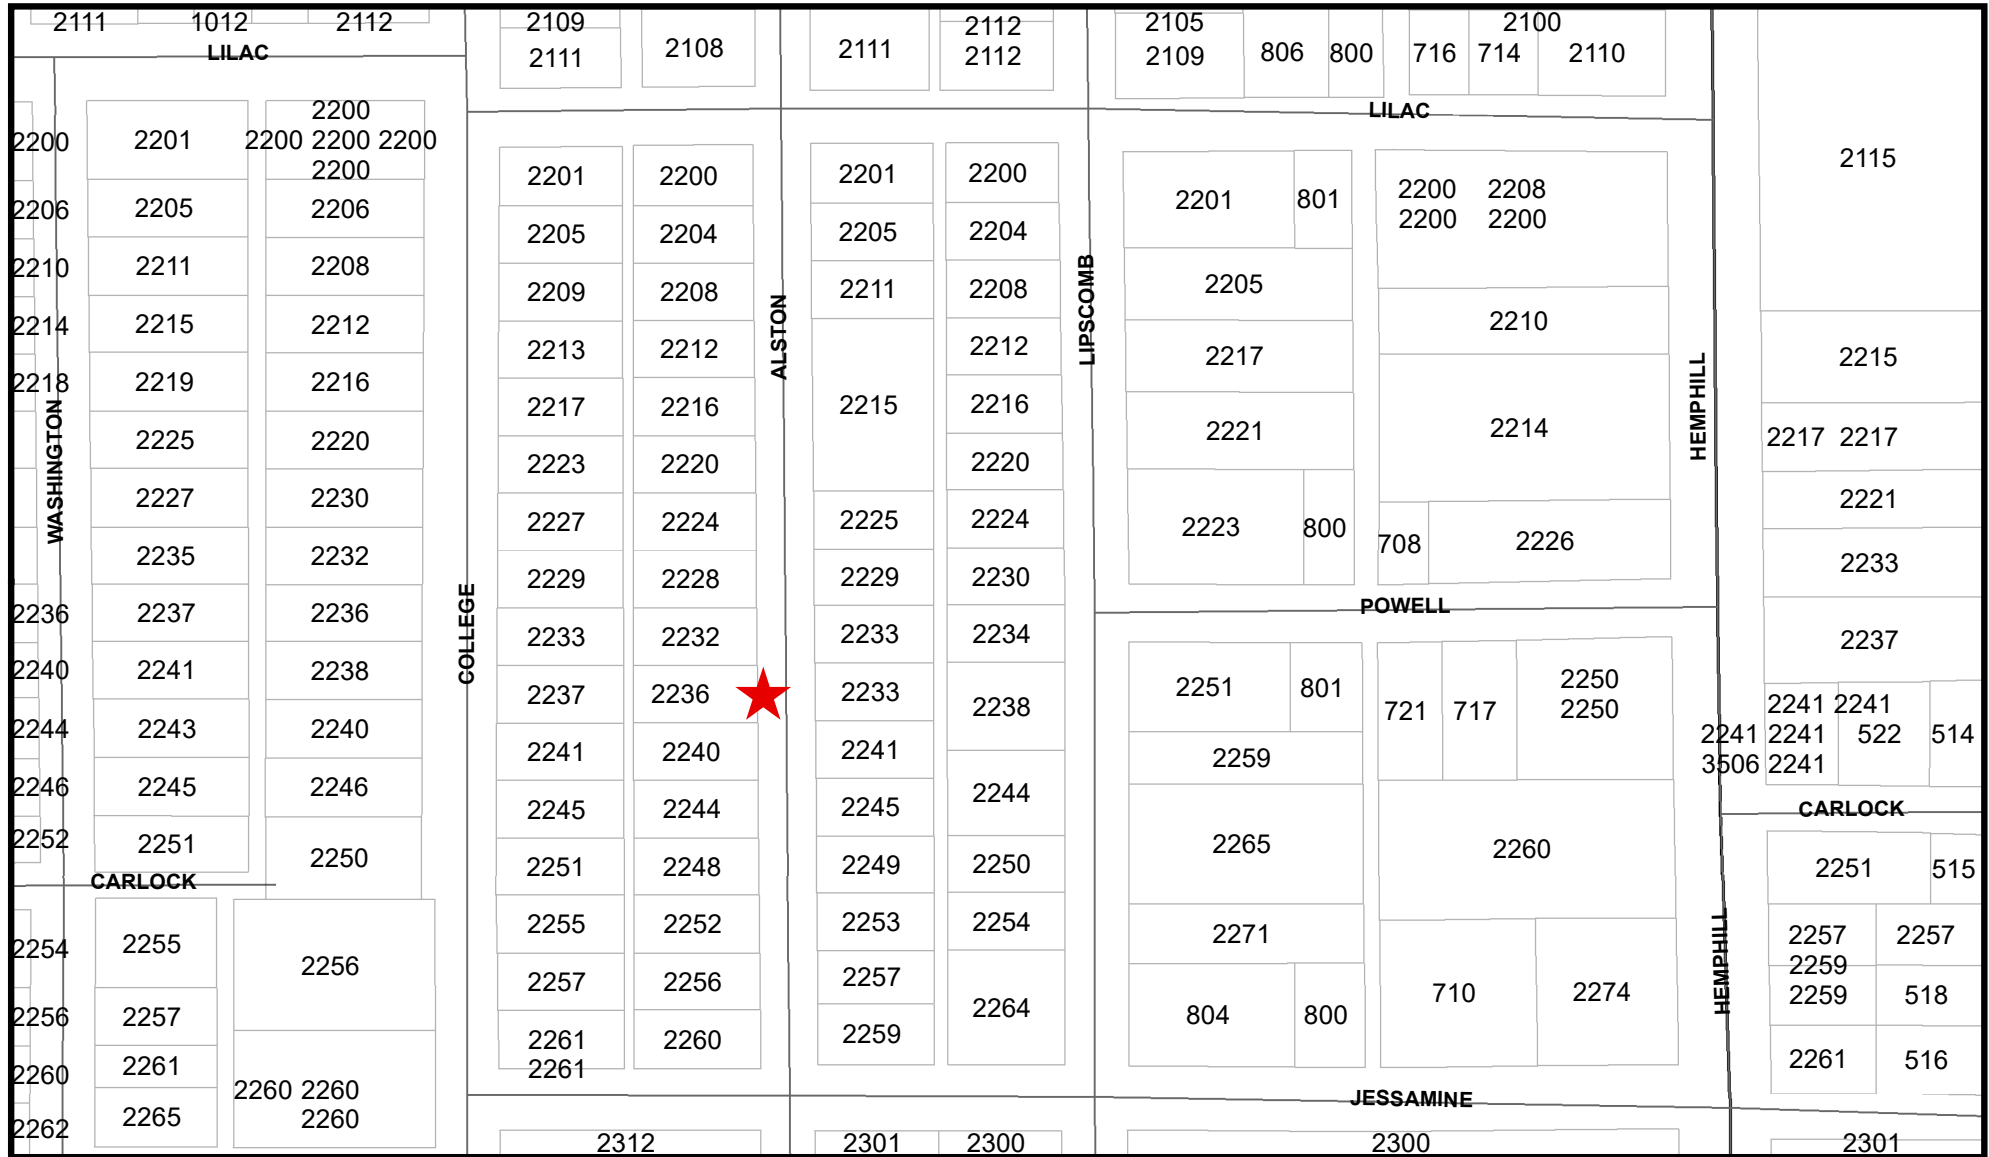 2111 1012 2112 2109 2112 2105 2100
LILAC 2111 2108 2111 2112 2109 806 800 716 714 2110
LILAC
2200
2200 2201 2200 2200 2200 2115
2200
2201 2200 2201 2200 2201 801 2200 2208
2200 2200
2206 2205 2206 2205 2204 2205 2204
2210 2211 2208 2209 2208 2211 2208 2205
2214 2215 2212 2213 2212 2212 2217 2210 2215
ALSTON
LIPSCOMB
HEMPHILL
2218 2219 2216 2217 2216 2215 2216 2221 2214 2217 2217
WASHINGTON
2225 2220 2223 2220 2220
2227 2230 2227 2224 2225 2224 2223 800 708 2226 2221
2235 2232 2229 2228 2229 2230 2233
POWELL
COLLEGE
2236 2237 2236 2233 2232 2233 2234 2237
2240 2241 2238 2237 2236 2233 2238 2251 801 721 717 2250
2250
2241 2241
2244 2243 2240 2241 2240 2241 2259 2241 2241 522 514
3506 2241
2246 2245 2246 2245 2244 2245 2244
CARLOCK
2252 2251 2250 2251 2248 2249 2250 2265 2260 2251 515
CARLOCK
2254 2255 2256 2255 2252 2253 2254 2271 2257 2257
HEMPHILL
2259
2256 2257 2257 2256 2257 2264 804 800 710 2274 2259 518
2260 2261 2261 2260 2259 2261 516
2261
2260 2260
2262 2265 2260
JESSAMINE
2312 2301 2300 2300 2301